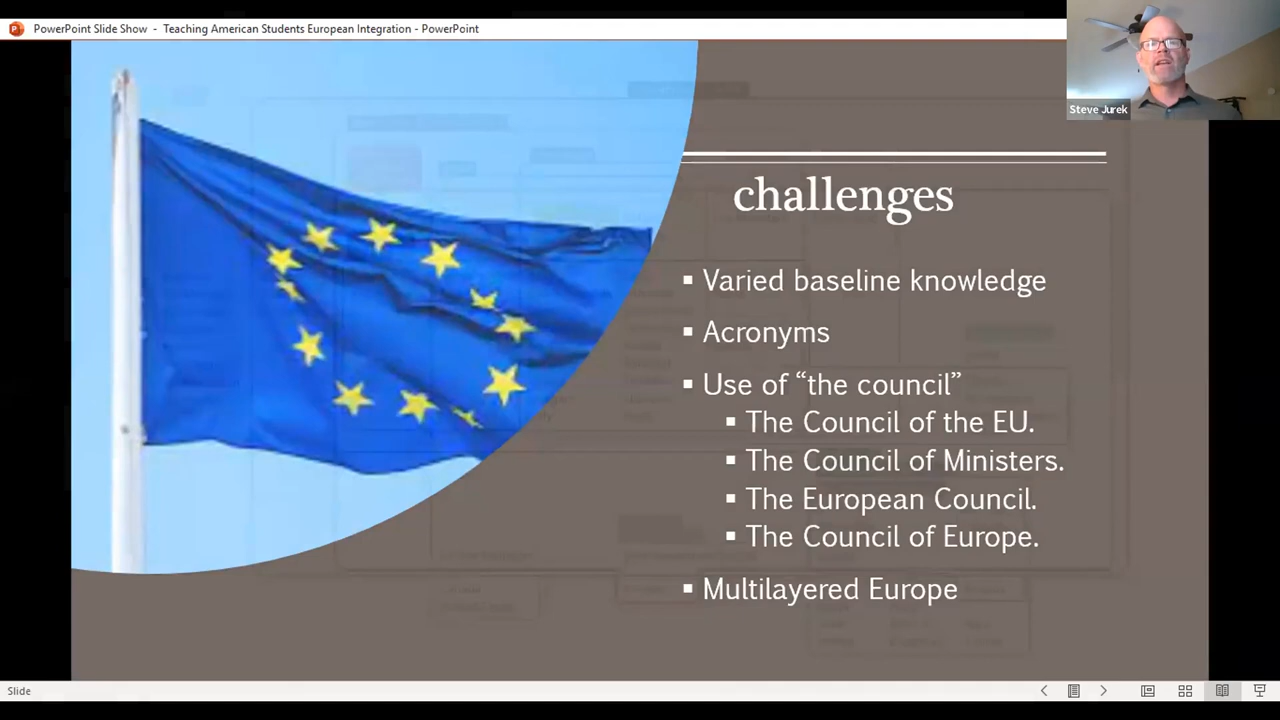 PowerPoint Slide Show - Teaching American Students European Integration - PowerPoint
Steve Jurek
challenges
▪ Varied baseline knowledge
▪ Acronyms
▪ Use of “the council”
▪ The Council of the EU.
▪ The Council of Ministers.
▪ The European Council.
▪ The Council of Europe.
▪ Multilayered Europe
Slide